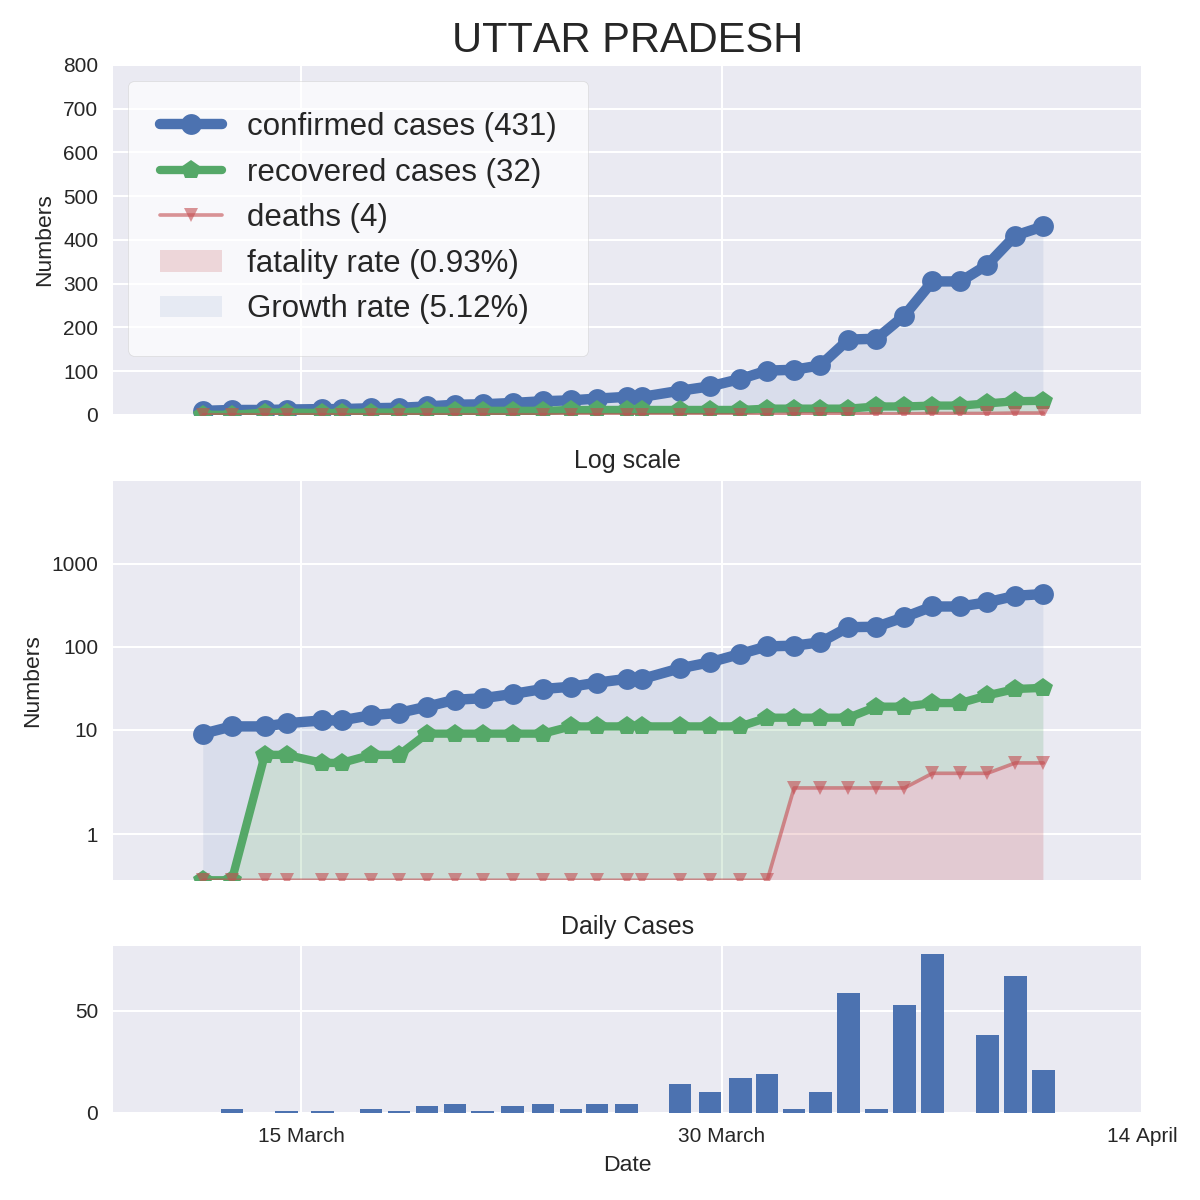 UTTAR PRADESH
800
700
600
500
400
300
200
100
0
Numbers
confirmed cases (431)
recovered cases (32)
deaths (4)
fatality rate (0.93%)
Growth rate (5.12%)
Log scale
1000
100
10
1
Numbers
Daily Cases
50
0
15 March
30 March
14 April
Date